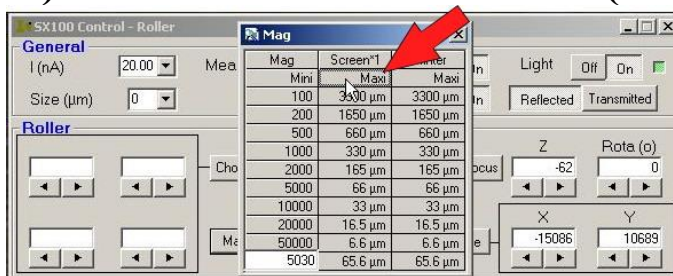 SX100 Control - Roller
General
I (nA) 20.00 Mea
Size (µm) 0
Light Off On
Reflected Transmitted
Roller
Cho
Ma
Mag
Mag Screen*1
Mini Maxi Maxi
100 3300 µm 3300 µm
200 1650 µm 1650 µm
500 660 µm 660 µm
1000 330 µm 330 µm
2000 165 µm 165 µm
5000 66 µm 66 µm
10000 33 µm 33 µm
20000 16.5 µm 16.5 µm
50000 6.6 µm 6.6 µm
5030 65.6 µm 65.6 µm
In
In
ocus
e
Z Rota (o)
-62 0
X Y
-15086 10689